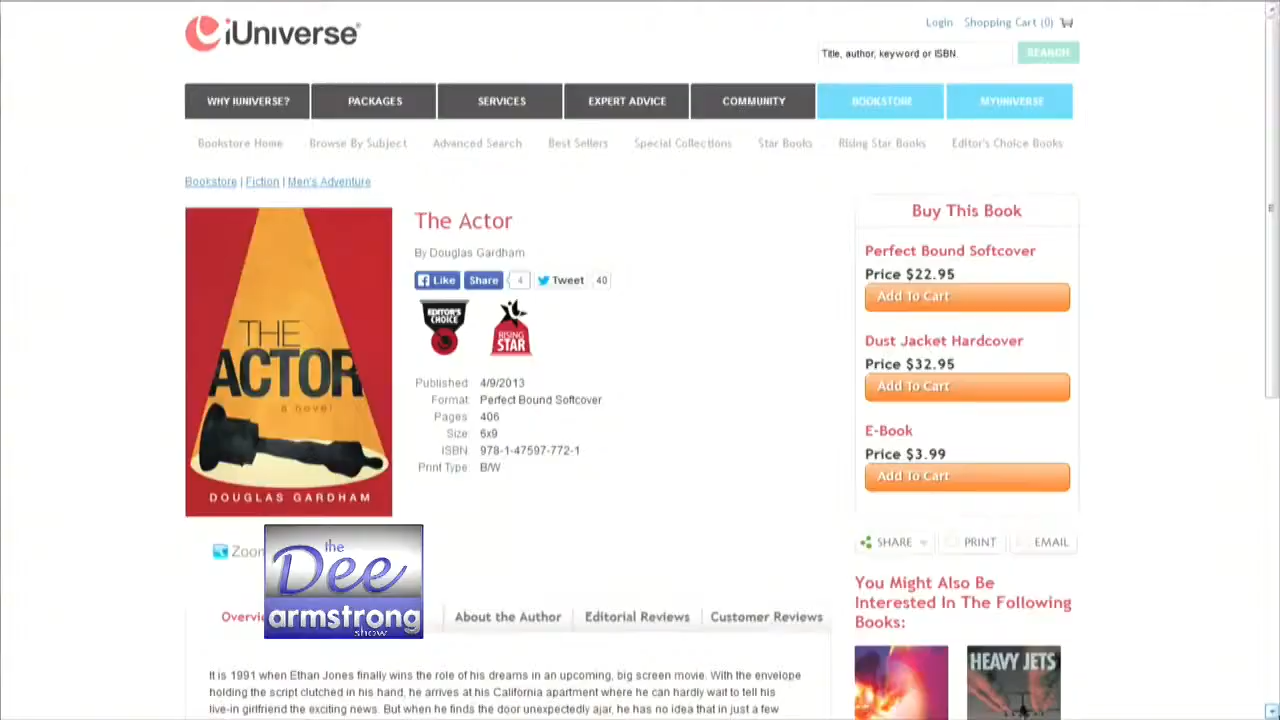 iUniverse®
Login Shopping Cart (0)
Title, author, keyword or ISBN.
SEARCH
WHY IUNIVERSE? PACKAGES SERVICES EXPERT ADVICE COMMUNITY BOOKSTORE MYUNIVERSE
Bookstore Home Browse By Subject Advanced Search Best Sellers Special Collections Star Books Rising Star Books Editor's Choice Books
Bookstore | Fiction | Men's Adventure
THE
ACTOR
a novel
DOUGLAS GARDHAM
The Actor
By Douglas Gardham
Like Share 4 Tweet 40
EDITOR'S
CHOICE
RISING
STAR
Published 4/9/2013
Format Perfect Bound Softcover
Pages 406
Size 6x9
ISBN 978-1-47597-772-1
Print Type B/W
Buy This Book
Perfect Bound Softcover
Price $22.95
Add To Cart
Dust Jacket Hardcover
Price $32.95
Add To Cart
E-Book
Price $3.99
Add To Cart
SHARE PRINT EMAIL
Zoom
the
Dee
armstrong
show
Overvie
About the Author Editorial Reviews Customer Reviews
It is 1991 when Ethan Jones finally wins the role of his dreams in an upcoming, big screen movie. With the envelope
holding the script clutched in his hand, he arrives at his California apartment where he can hardly wait to tell his
live-in girlfriend the exciting news. But when he finds the door unexpectedly ajar, he has no idea that in just a few
You Might Also Be
Interested In The Following
Books:
HEAVY JETS